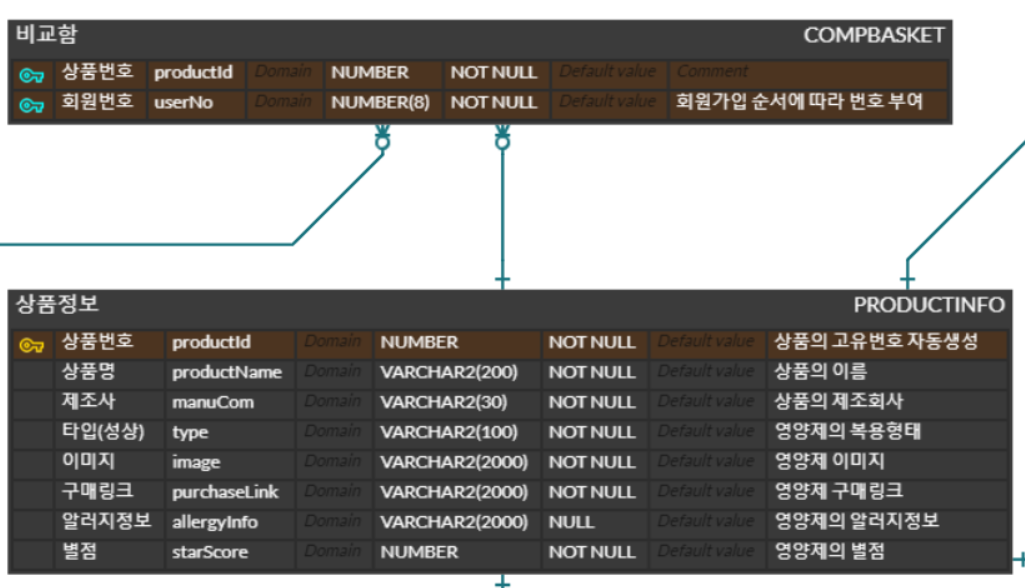 비교함 COMPBASKET
상품번호 productId Domain NUMBER NOT NULL Default value Comment
회원번호 userNo Domain NUMBER(8) NOT NULL Default value 회원가입 순서에 따라 번호 부여
상품정보 PRODUCTINFO
상품번호 productId Domain NUMBER NOT NULL Default value 상품의 고유번호 자동생성
상품명 productName Domain VARCHAR2(200) NOT NULL Default value 상품의 이름
제조사 manuCom Domain VARCHAR2(30) NOT NULL Default value 상품의 제조회사
타입(성상) type Domain VARCHAR2(100) NOT NULL Default value 영양제의 복용형태
이미지 image Domain VARCHAR2(2000) NOT NULL Default value 영양제 이미지
구매링크 purchaseLink Domain VARCHAR2(2000) NOT NULL Default value 영양제 구매링크
알러지정보 allergyInfo Domain VARCHAR2(2000) NULL Default value 영양제의 알러지정보
별점 starScore Domain NUMBER NOT NULL Default value 영양제의 별점